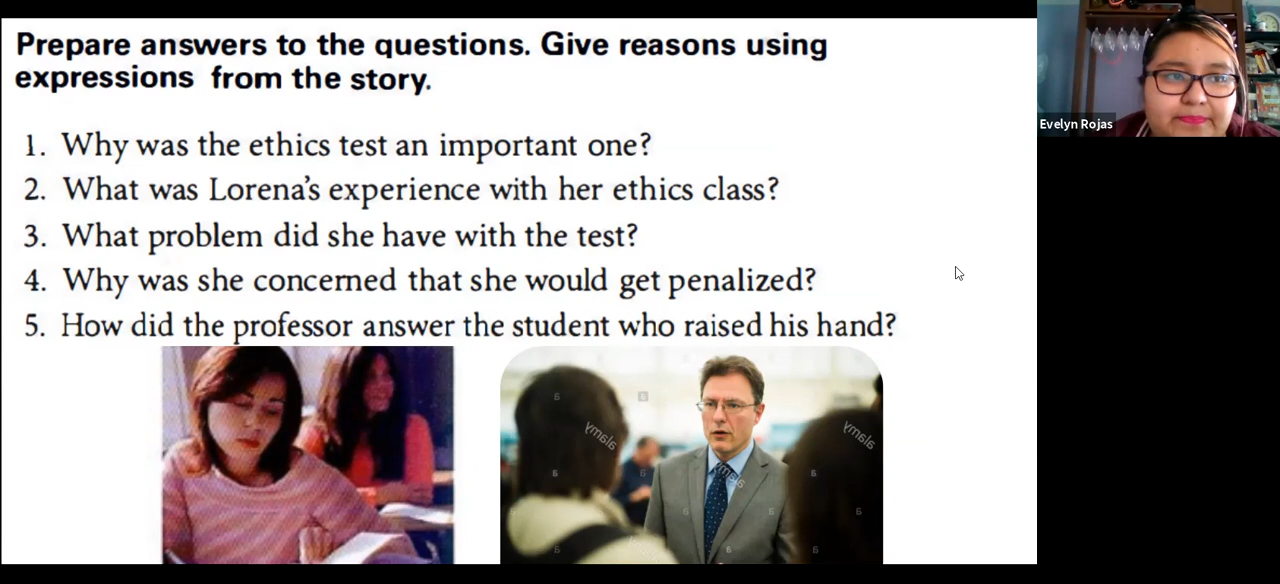 Prepare answers to the questions. Give reasons using
expressions from the story.
1. Why was the ethics test an important one?
2. What was Lorena's experience with her ethics class?
3. What problem did she have with the test?
4. Why was she concerned that she would get penalized?
5. How did the professor answer the student who raised his hand?
Evelyn Rojas
alamy
alamy
alamy